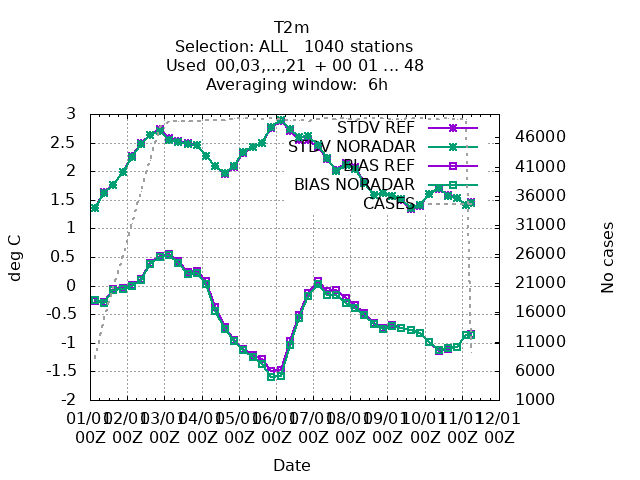 T2m
Selection: ALL   1040 stations
Used  00,03,...,21  + 00 01 ... 48
Averaging window:  6h
3
2.5
2
1.5
1
0.5
0
-0.5
-1
-1.5
-2
deg C
STDV REF
STDV NORADAR
BIAS REF
BIAS NORADAR
CASES
46000
41000
36000
31000
26000
21000
16000
11000
6000
1000
No cases
01/01 02/01 03/01 04/01 05/01 06/01 07/01 08/01 09/01 10/01 11/01 12/01
00Z 00Z 00Z 00Z 00Z 00Z 00Z 00Z 00Z 00Z 00Z 00Z
Date